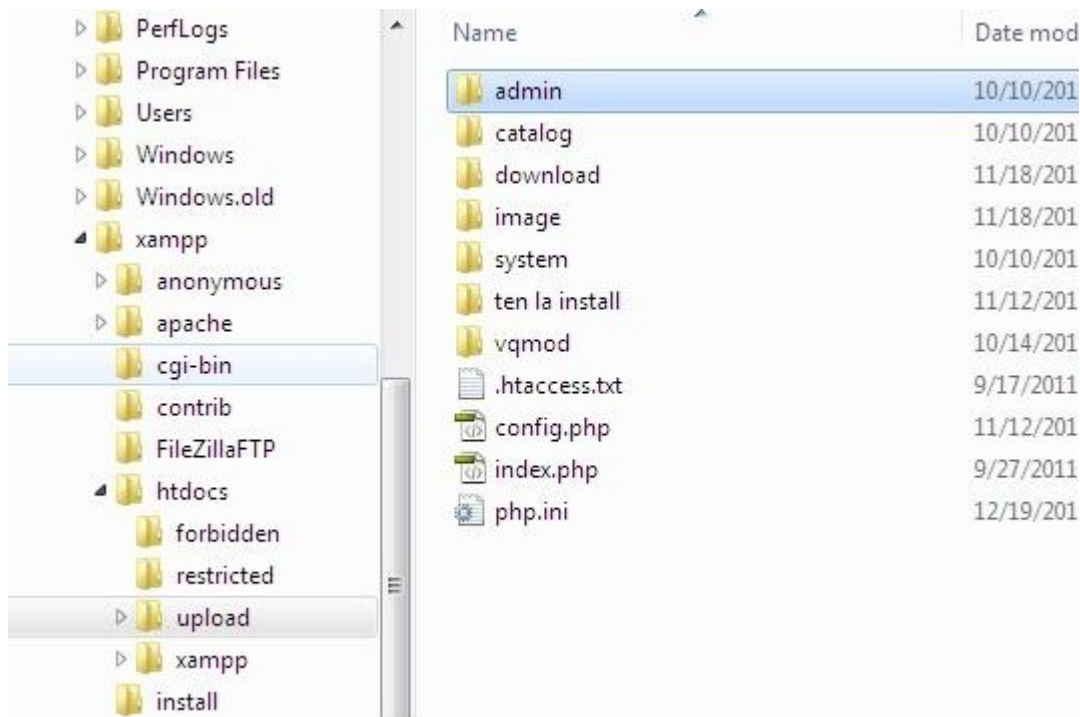 PerfLogs
Program Files
Users
Windows
Windows.old
xampp
anonymous
apache
cgi-bin
contrib
FileZillaFTP
htdocs
forbidden
restricted
upload
xampp
install
Name Date mod
admin 10/10/201
catalog 10/10/201
download 11/18/201
image 11/18/201
system 10/10/201
ten la install 11/12/201
vqmod 10/14/201
.htaccess.txt 9/17/2011
config.php 11/12/201
index.php 9/27/2011
php.ini 12/19/201